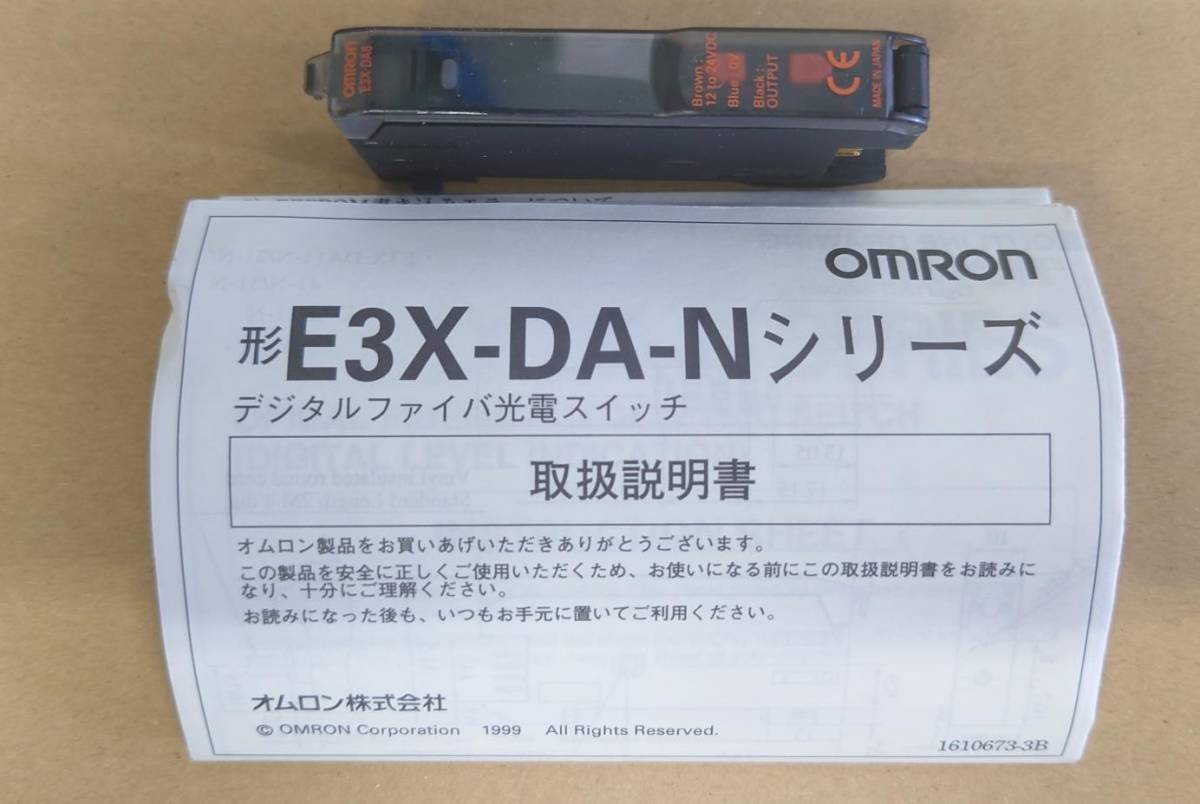 OMRON
E3X-DA8
Brown :
12 to 24VDC
Blue : 0V
Black :
OUTPUT
CE
MADE IN JAPAN
OMRON
形E3X-DA-Nシリーズ
デジタルファイバ光電スイッチ
取扱説明書
オムロン製品をお買いあげいただきありがとうございます。
この製品を安全に正しくご使用いただくため、お使いになる前にこの取扱説明書をお読みに
なり、十分にご理解ください。
お読みになった後も、いつもお手元に置いてご利用ください。
オムロン株式会社
© OMRON Corporation 1999 All Rights Reserved.
1610673-3B